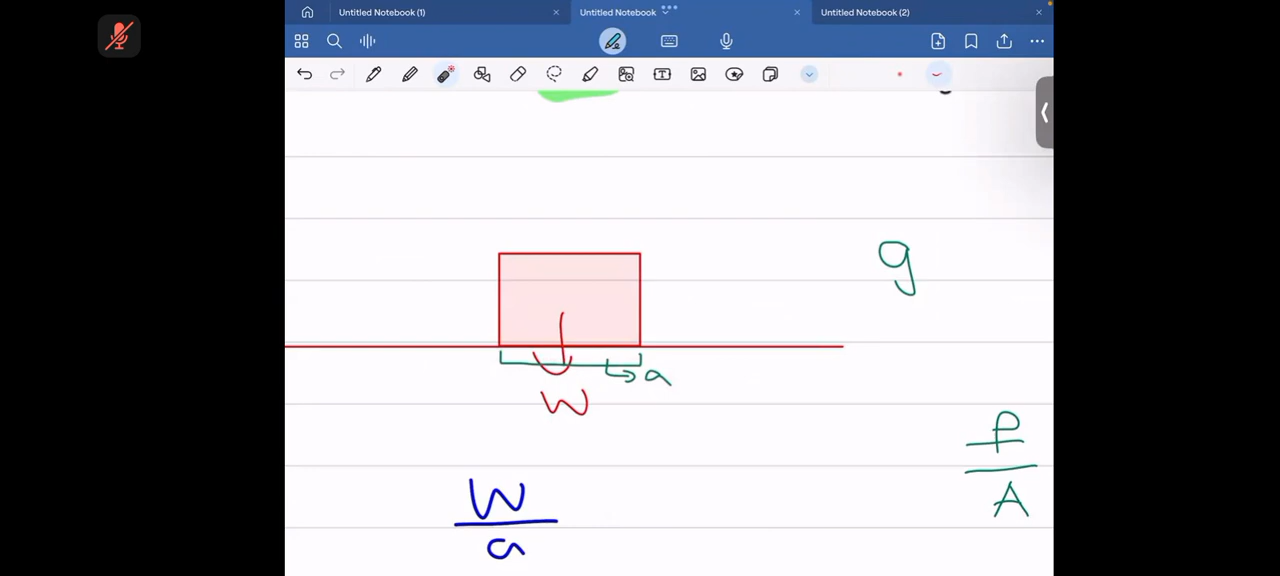 Untitled Notebook (1)
Untitled Notebook
Untitled Notebook (2)
g
a
W
P
A
W
a